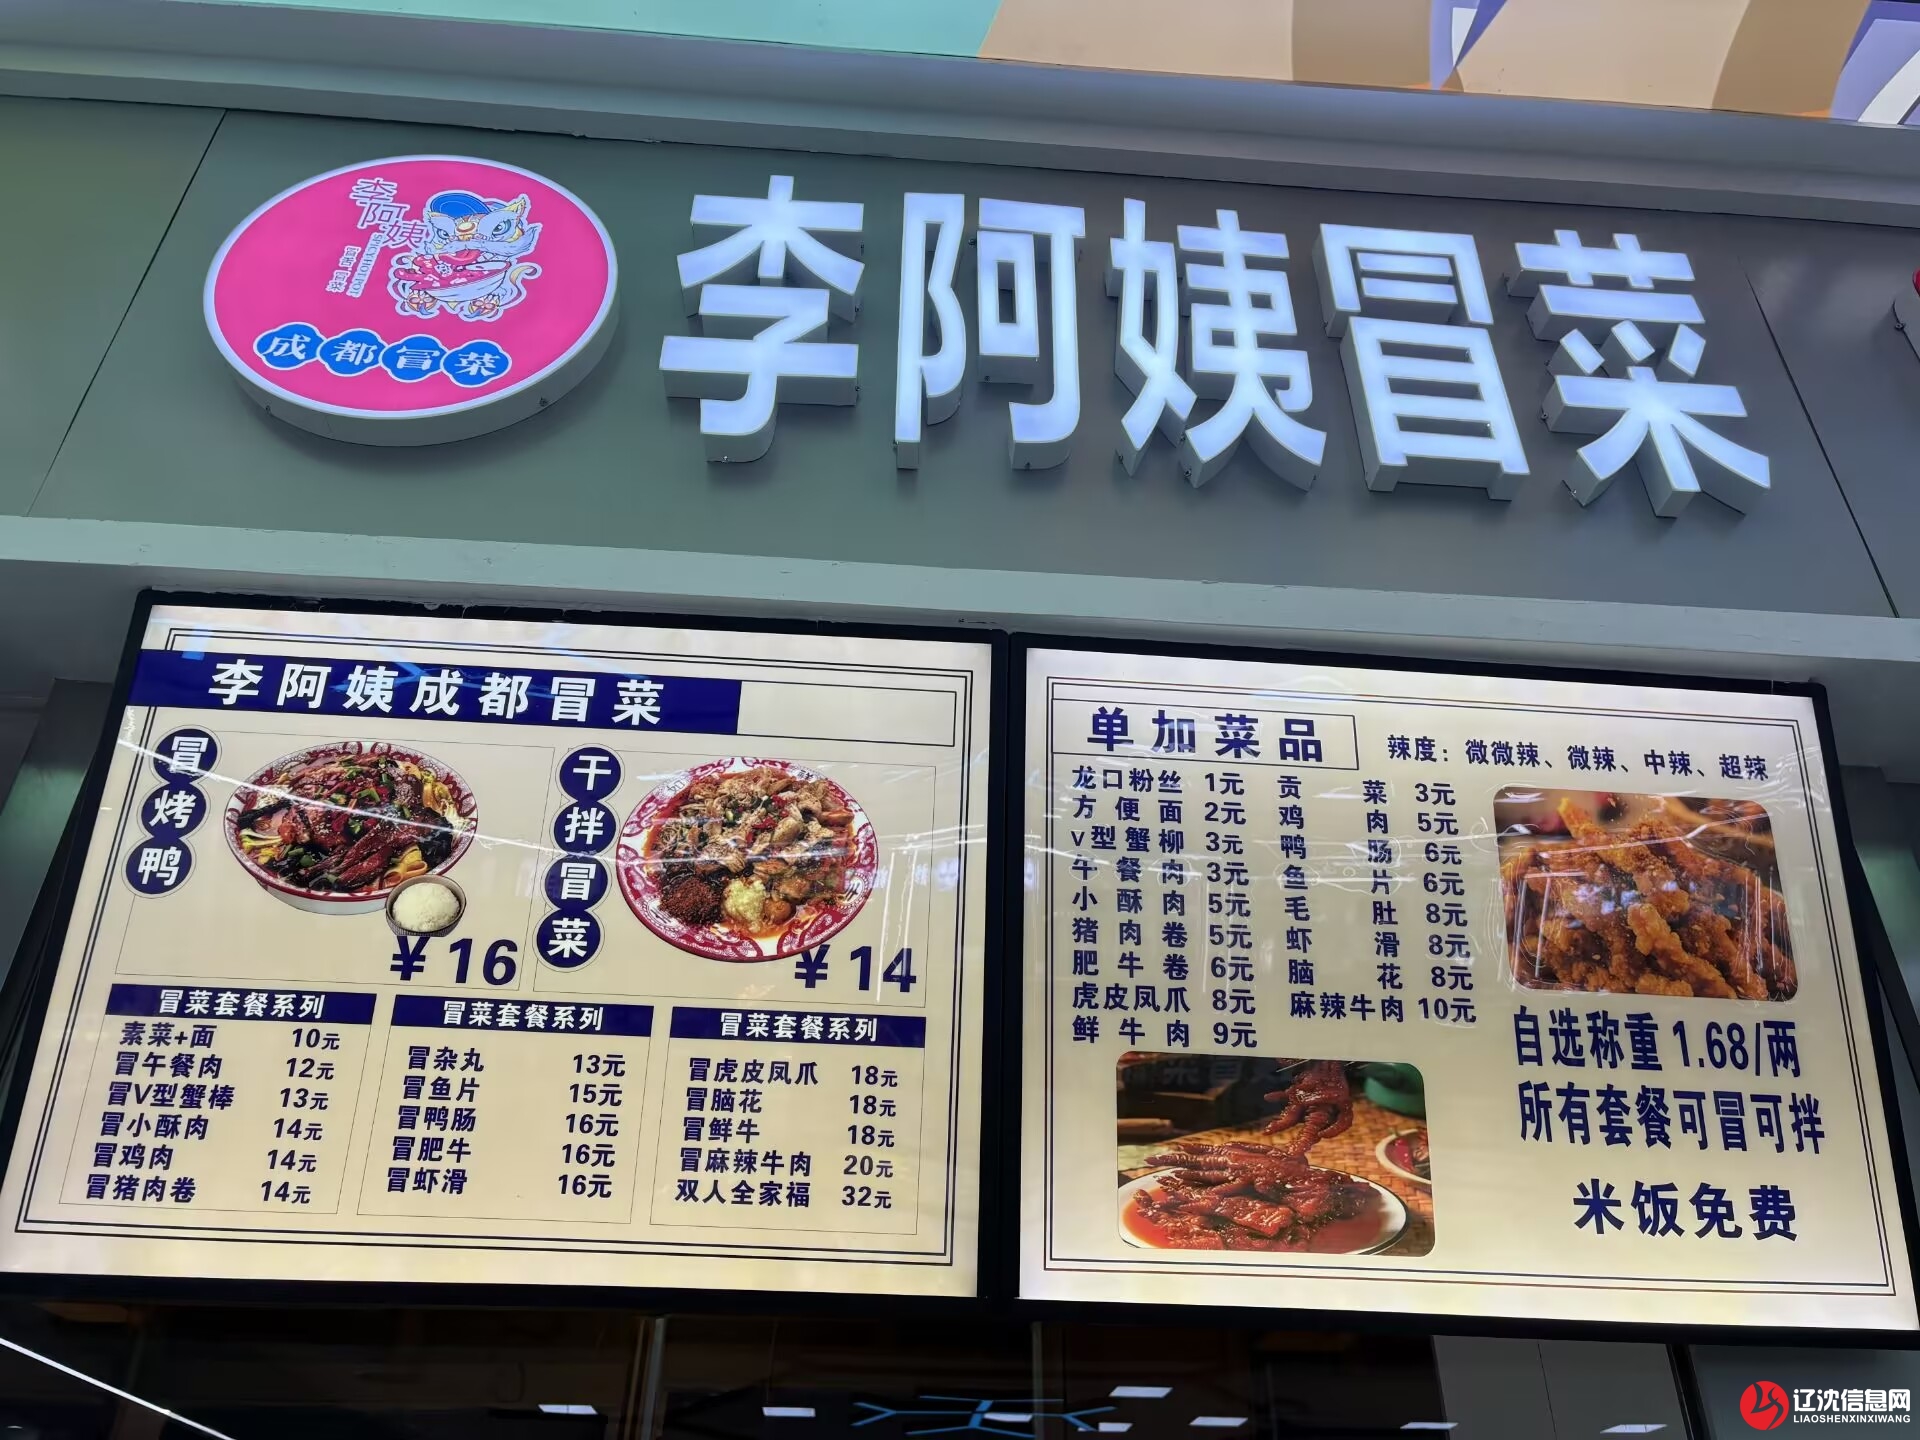 李阿姨
SPICY HOT POT
成都冒菜
李阿姨冒菜
李阿姨成都冒菜
冒烤鸭
¥16
干拌冒菜
¥14
冒菜套餐系列
素菜+面 10元
冒午餐肉 12元
冒V型蟹棒 13元
冒小酥肉 14元
冒鸡肉 14元
冒猪肉卷 14元
冒菜套餐系列
冒杂丸 13元
冒鱼片 15元
冒鸭肠 16元
冒肥牛 16元
冒虾滑 16元
冒菜套餐系列
冒虎皮凤爪 18元
冒脑花 18元
冒鲜牛 18元
冒麻辣牛肉 20元
双人全家福 32元
单加菜品
辣度：微微辣、微辣、中辣、超辣
龙口粉丝 1元 贡菜 3元
方便面 2元 鸡肉 5元
V型蟹柳 3元 鸭肠 6元
午餐肉 3元 鱼片 6元
小酥肉 5元 毛肚 8元
猪肉卷 5元 虾滑 8元
肥牛卷 6元 脑花 8元
虎皮凤爪 8元 麻辣牛肉 10元
鲜牛肉 9元
自选称重1.68/两
所有套餐可冒可拌
米饭免费
辽沈信息网
LIAOSHENXINXIWANG